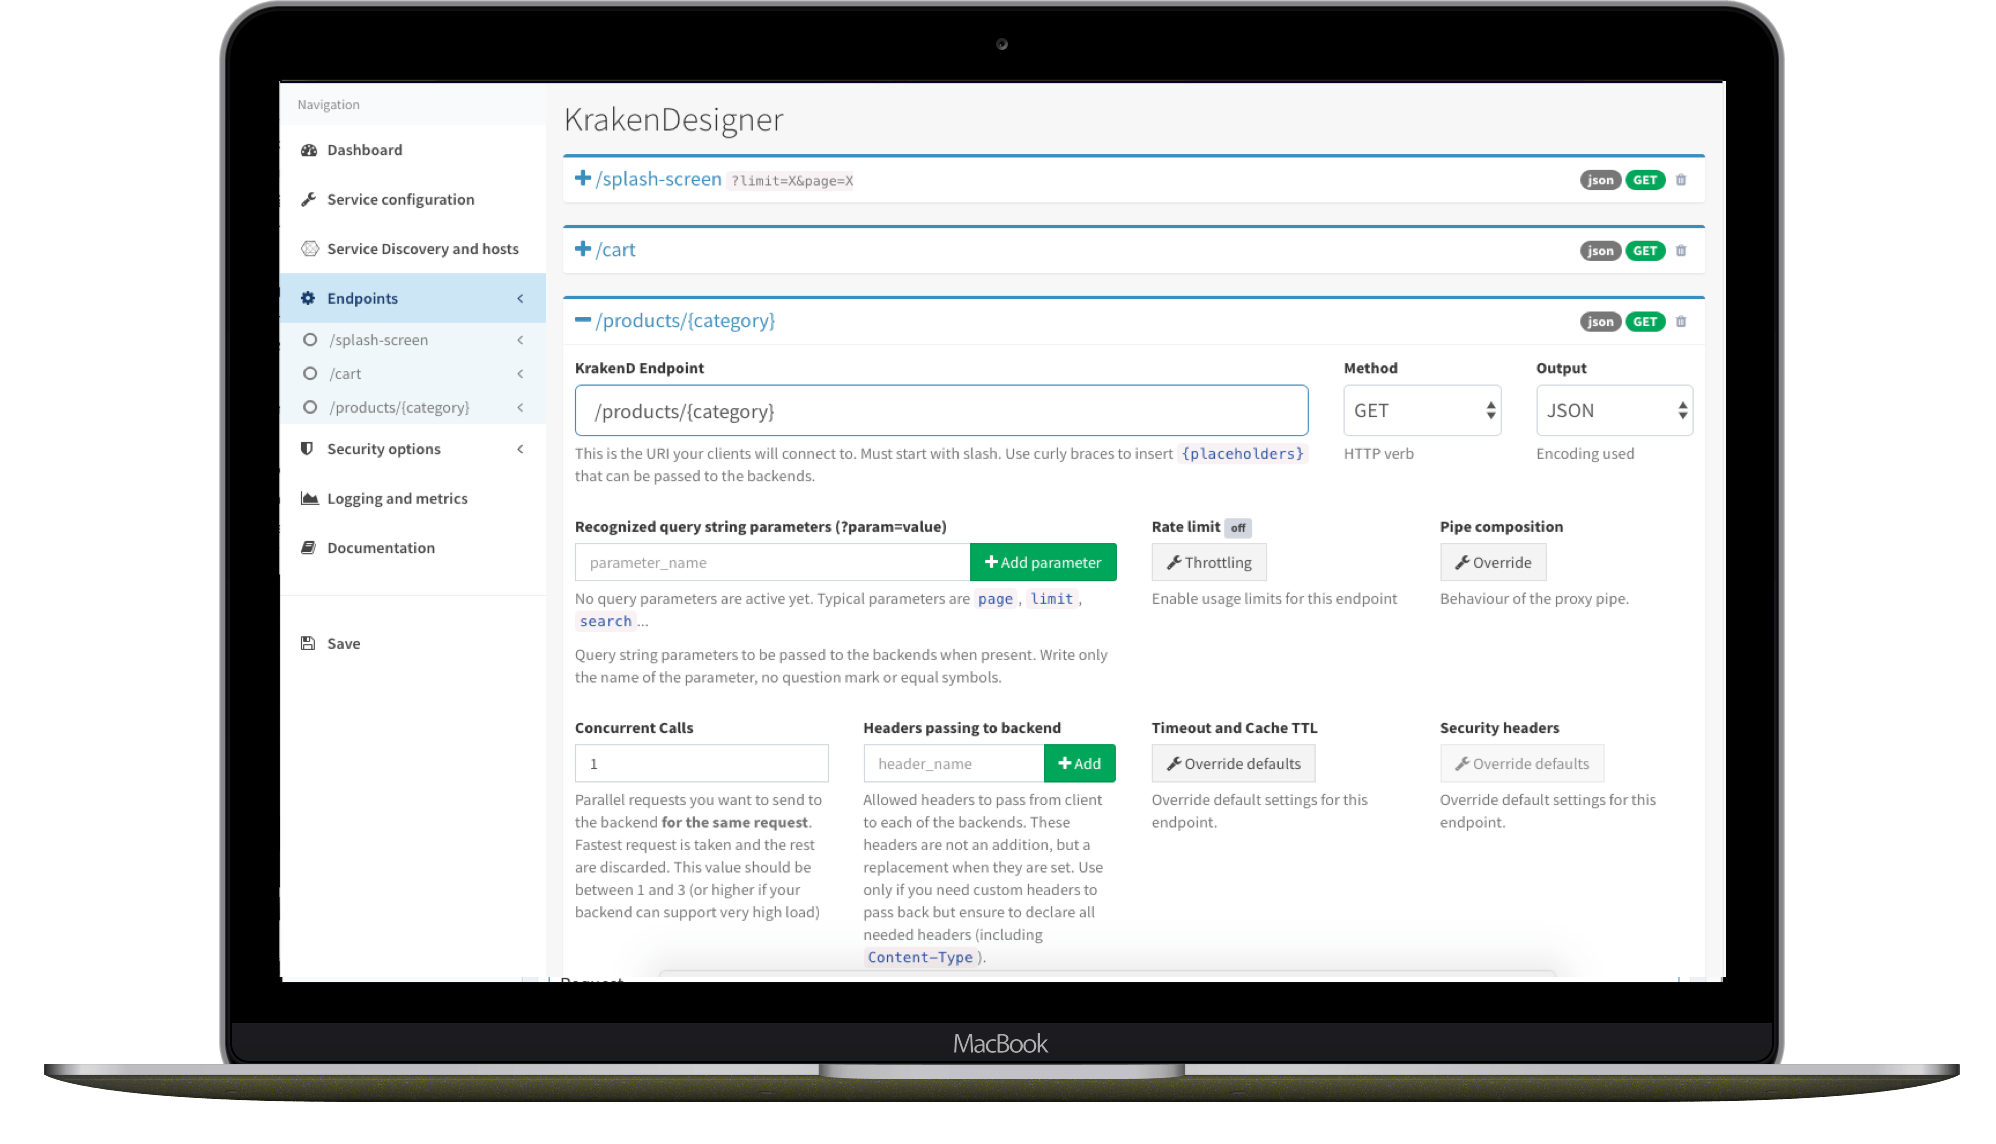 Navigation
Dashboard
Service configuration
Service Discovery and hosts
Endpoints
/splash-screen
/cart
/products/{category}
Security options
Logging and metrics
Documentation
Save
KrakenDesigner
/splash-screen ?limit=X&page=X json GET
/cart json GET
/products/{category} json GET
KrakenD Endpoint
/products/{category}
This is the URI your clients will connect to. Must start with slash. Use curly braces to insert {placeholders}
that can be passed to the backends.
Method
GET
HTTP verb
Output
JSON
Encoding used
Recognized query string parameters (?param=value)
parameter_name Add parameter
No query parameters are active yet. Typical parameters are page, limit,
search...
Query string parameters to be passed to the backends when present. Write only
the name of the parameter, no question mark or equal symbols.
Rate limit off
Throttling
Enable usage limits for this endpoint
Pipe composition
Override
Behaviour of the proxy pipe.
Concurrent Calls
1
Parallel requests you want to send to
the backend for the same request.
Fastest request is taken and the rest
are discarded. This value should be
between 1 and 3 (or higher if your
backend can support very high load)
Headers passing to backend
header_name Add
Allowed headers to pass from client
to each of the backends. These
headers are not an addition, but a
replacement when they are set. Use
only if you need custom headers to
pass back but ensure to declare all
needed headers (including
Content-Type).
Timeout and Cache TTL
Override defaults
Override default settings for this
endpoint.
Security headers
Override defaults
Override default settings for this
endpoint.
MacBook